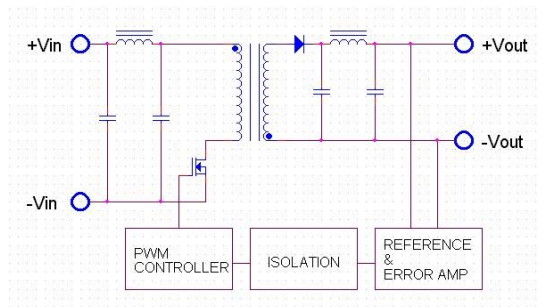 +Vin
+Vout
-Vout
-Vin
PWM
CONTROLLER
ISOLATION
REFERENCE
&
ERROR AMP